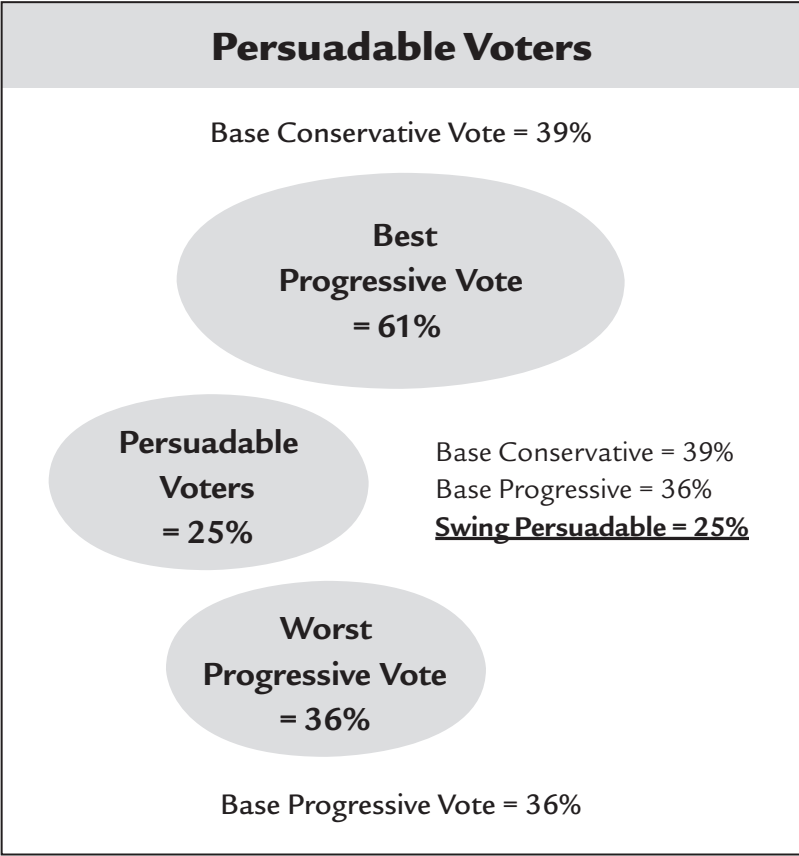 Persuadable Voters
Base Conservative Vote = 39%
Best
Progressive Vote
= 61%
Persuadable
Voters
= 25%
Base Conservative = 39%
Base Progressive = 36%
Swing Persuadable = 25%
Worst
Progressive Vote
= 36%
Base Progressive Vote = 36%